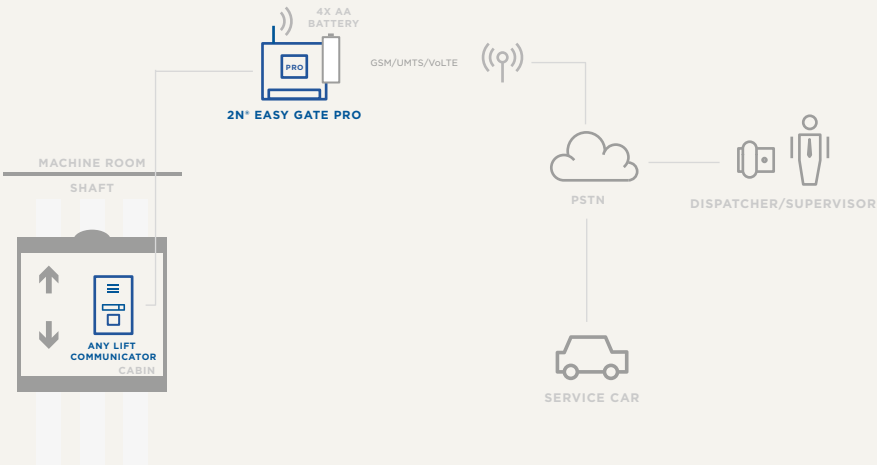 4X AA
BATTERY
PRO
GSM/UMTS/VoLTE
2N® EASY GATE PRO
MACHINE ROOM
SHAFT
PSTN
DISPATCHER/SUPERVISOR
ANY LIFT
COMMUNICATOR
CABIN
SERVICE CAR